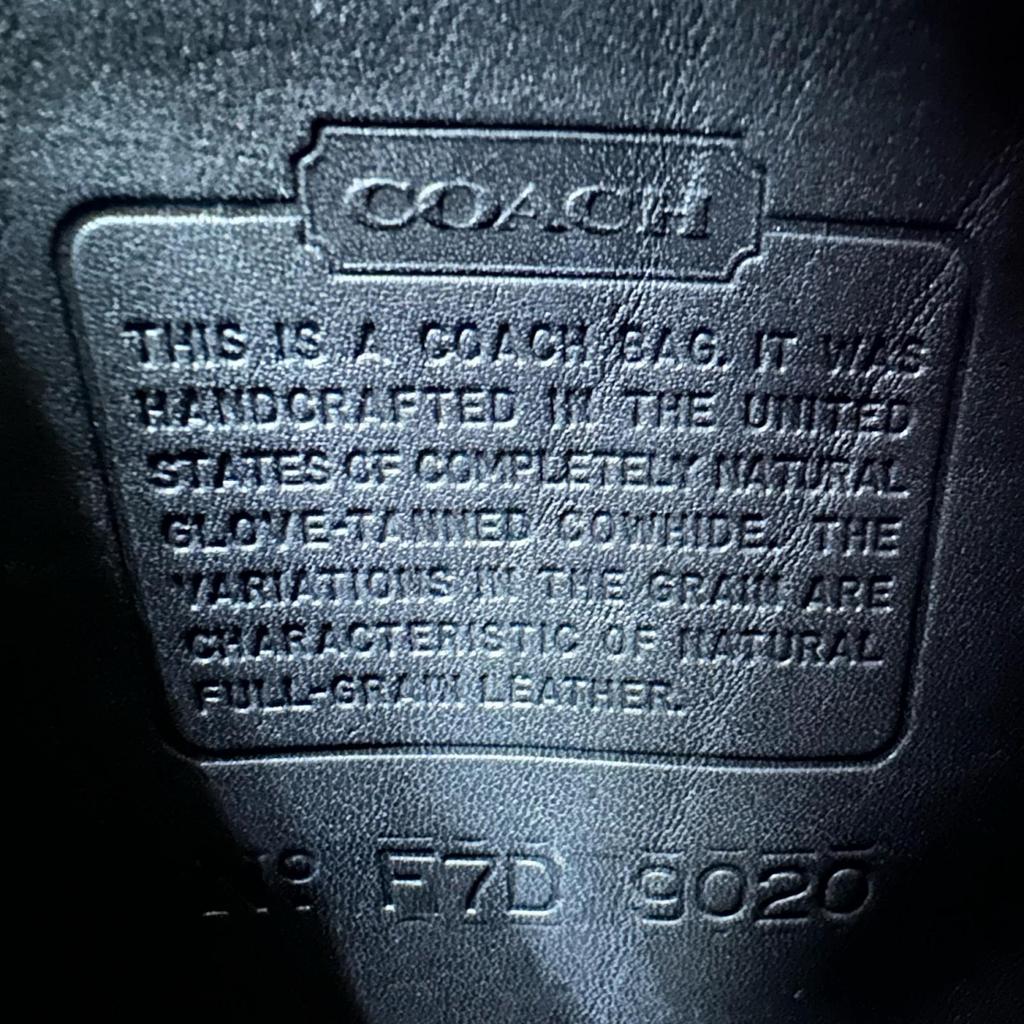 COACH
THIS IS A COACH BAG. IT WAS
HANDCRAFTED IN THE UNITED
STATES OF COMPLETELY NATURAL
GLOVE-TANNED COWHIDE. THE
VARIATIONS IN THE GRAIN ARE
CHARACTERISTIC OF NATURAL
FULL-GRAIN LEATHER.
F7D 9020